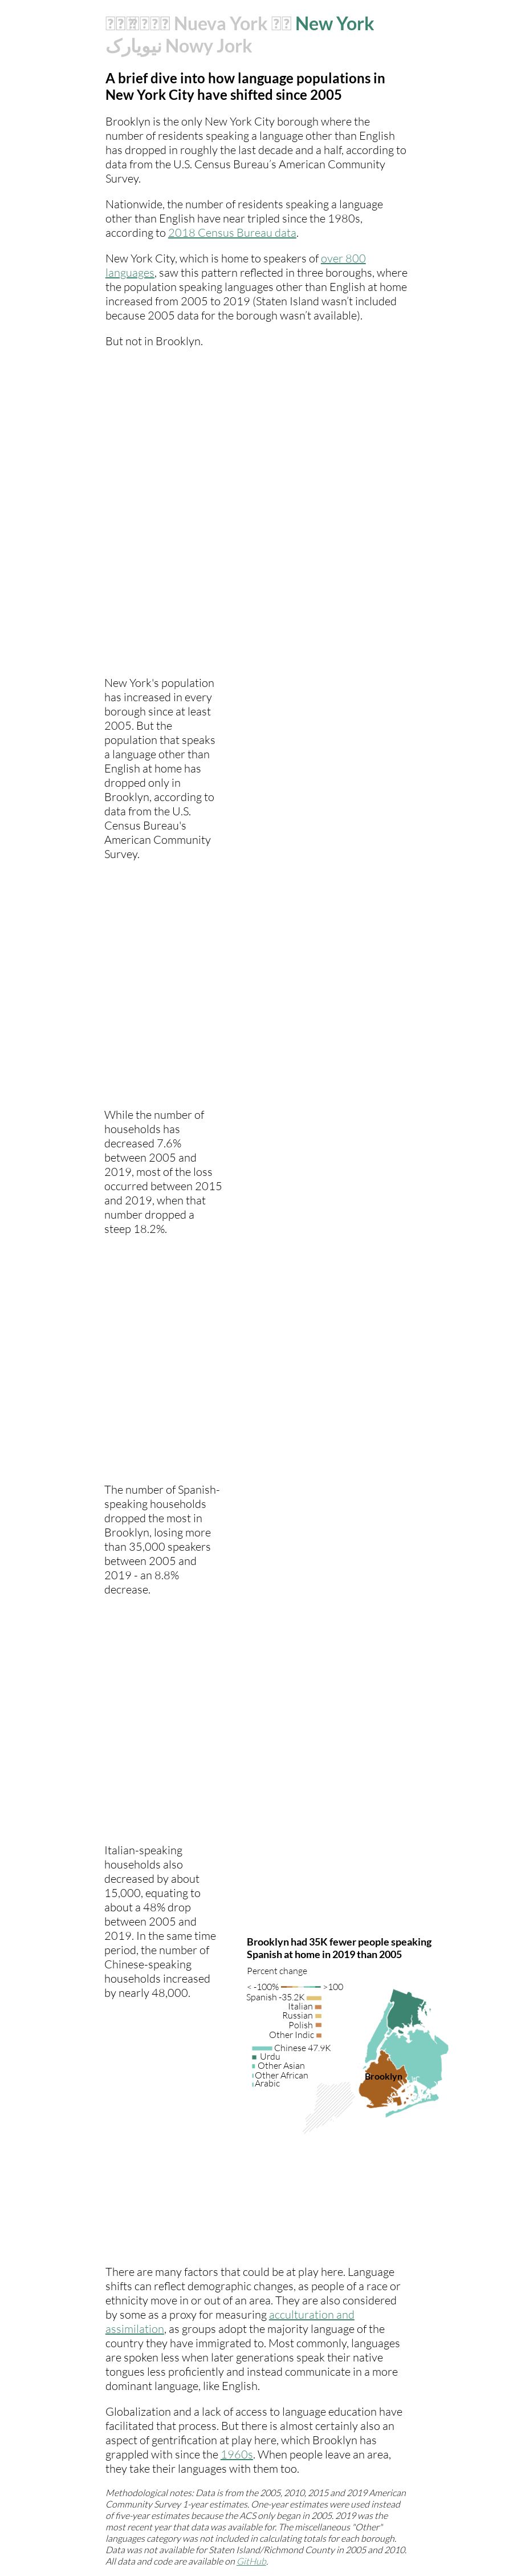 Nueva York New York
نیویارک Nowy Jork
A brief dive into how language populations in
New York City have shifted since 2005
Brooklyn is the only New York City borough where the
number of residents speaking a language other than English
has dropped in roughly the last decade and a half, according to
data from the U.S. Census Bureau’s American Community
Survey.
Nationwide, the number of residents speaking a language
other than English have near tripled since the 1980s,
according to 2018 Census Bureau data.
New York City, which is home to speakers of over 800
languages, saw this pattern reflected in three boroughs, where
the population speaking languages other than English at home
increased from 2005 to 2019 (Staten Island wasn’t included
because 2005 data for the borough wasn’t available).
But not in Brooklyn.
New York's population
has increased in every
borough since at least
2005. But the
population that speaks
a language other than
English at home has
dropped only in
Brooklyn, according to
data from the U.S.
Census Bureau's
American Community
Survey.
While the number of
households has
decreased 7.6%
between 2005 and
2019, most of the loss
occurred between 2015
and 2019, when that
number dropped a
steep 18.2%.
The number of Spanish-
speaking households
dropped the most in
Brooklyn, losing more
than 35,000 speakers
between 2005 and
2019 - an 8.8%
decrease.
Italian-speaking
households also
decreased by about
15,000, equating to
about a 48% drop
between 2005 and
2019. In the same time
period, the number of
Chinese-speaking
households increased
by nearly 48,000.
Brooklyn had 35K fewer people speaking
Spanish at home in 2019 than 2005
Percent change
< -100% >100
Spanish -35.2K
Italian
Russian
Polish
Other Indic
Chinese 47.9K
Urdu
Other Asian
Other African
Arabic
Brooklyn
There are many factors that could be at play here. Language
shifts can reflect demographic changes, as people of a race or
ethnicity move in or out of an area. They are also considered
by some as a proxy for measuring acculturation and
assimilation, as groups adopt the majority language of the
country they have immigrated to. Most commonly, languages
are spoken less when later generations speak their native
tongues less proficiently and instead communicate in a more
dominant language, like English.
Globalization and a lack of access to language education have
facilitated that process. But there is almost certainly also an
aspect of gentrification at play here, which Brooklyn has
grappled with since the 1960s. When people leave an area,
they take their languages with them too.
Methodological notes: Data is from the 2005, 2010, 2015 and 2019 American
Community Survey 1-year estimates. One-year estimates were used instead
of five-year estimates because the ACS only began in 2005. 2019 was the
most recent year that data was available for. The miscellaneous "Other"
languages category was not included in calculating totals for each borough.
Data was not available for Staten Island/Richmond County in 2005 and 2010.
All data and code are available on GitHub.